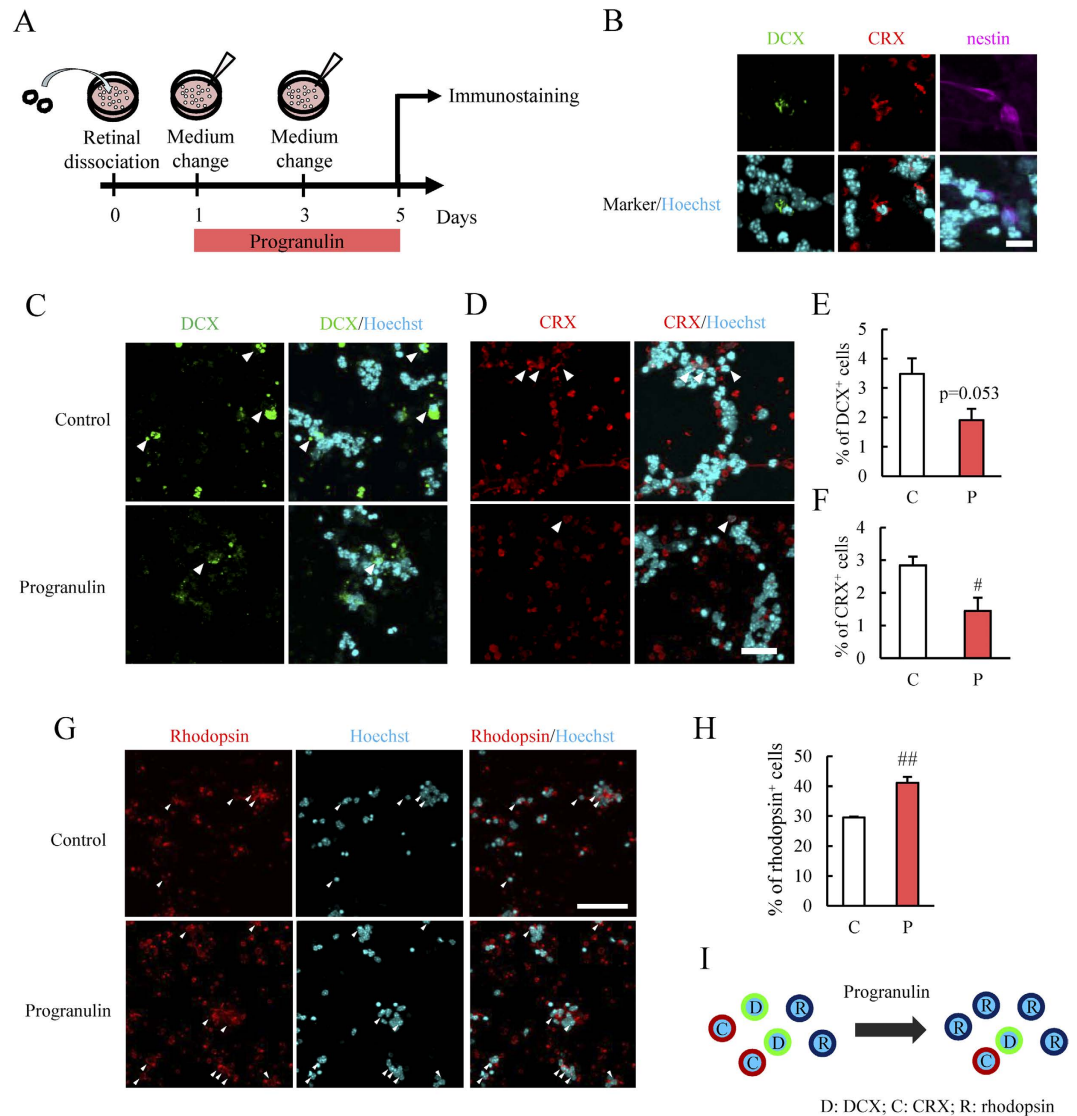 A
Retinal
dissociation
Medium
change
Medium
change
Immunostaining
0
1
3
5
Days
Progranulin
B
DCX
CRX
nestin
Marker/Hoechst
C
DCX
DCX/Hoechst
Control
Progranulin
D
CRX
CRX/Hoechst
E
% of DCX+ cells
5
4
3
2
1
0
p=0.053
C
P
F
% of CRX+ cells
4
3
2
1
0
#
C
P
G
Rhodopsin
Hoechst
Rhodopsin/Hoechst
Control
Progranulin
H
% of rhodopsin+ cells
50
40
30
20
10
0
##
C
P
I
Progranulin
D
R
C
D
R
C
R
R
R
D
R
C
D: DCX; C: CRX; R: rhodopsin